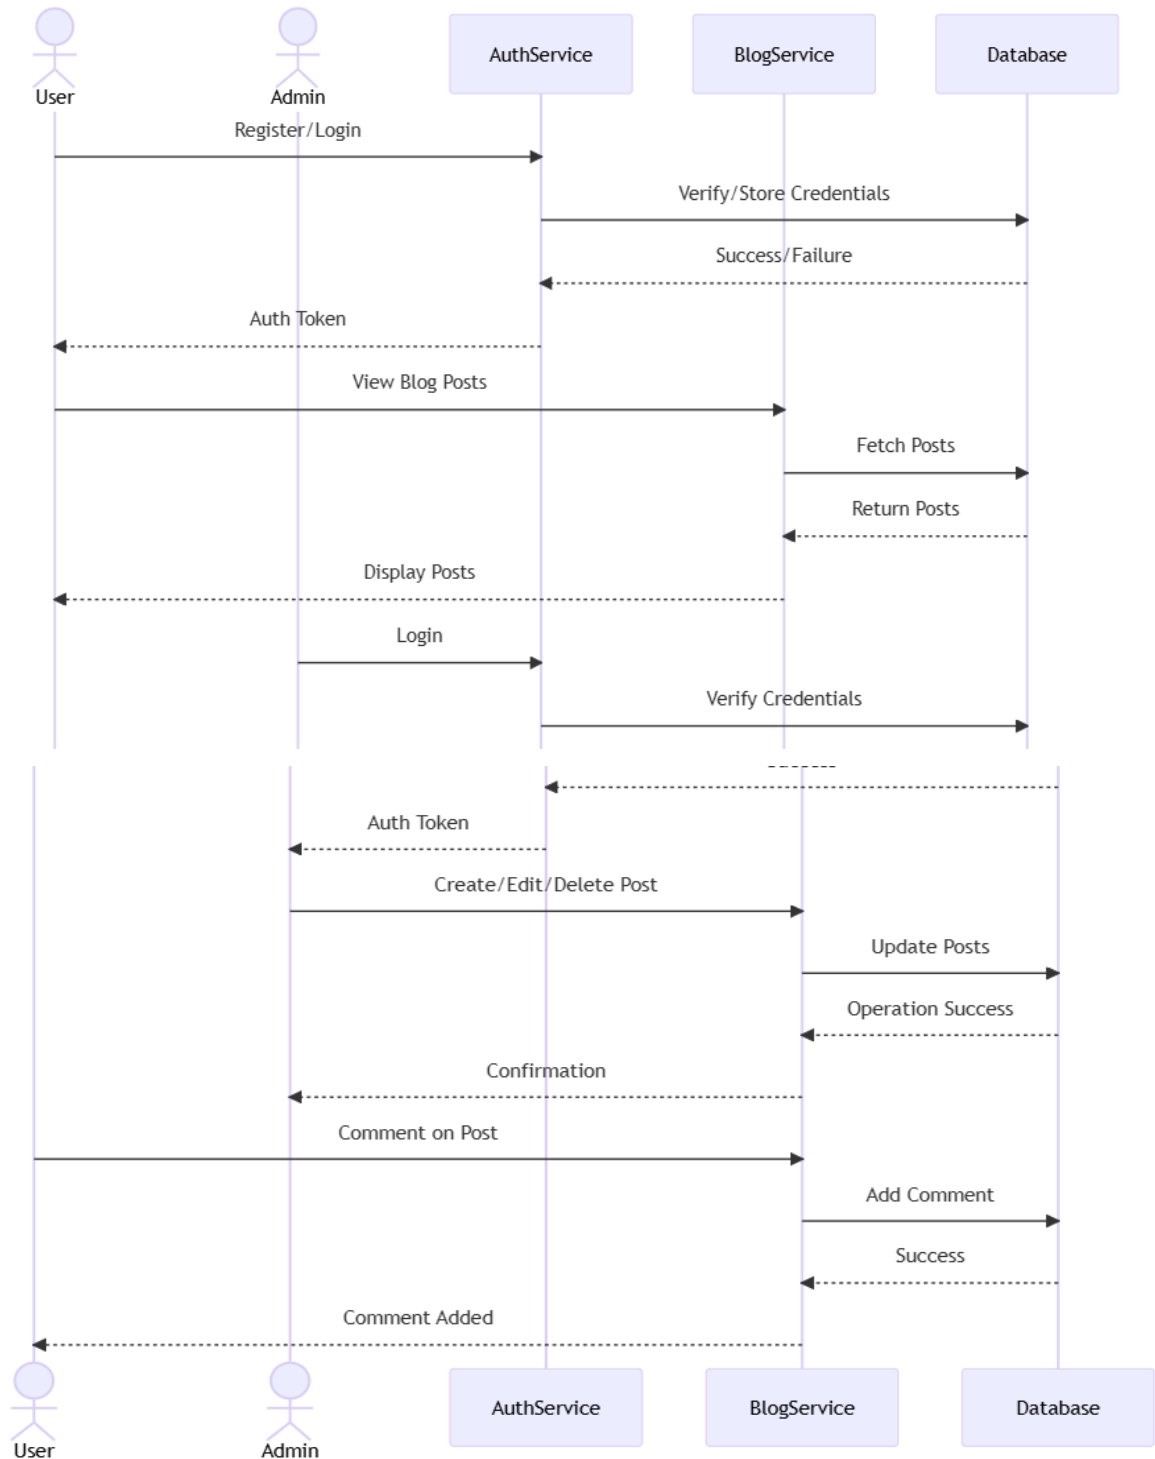 AuthService
BlogService
Database
User
Admin
Register/Login
Verify/Store Credentials
Success/Failure
Auth Token
View Blog Posts
Fetch Posts
Return Posts
Display Posts
Login
Verify Credentials
Auth Token
Create/Edit/Delete Post
Update Posts
Operation Success
Confirmation
Comment on Post
Add Comment
Success
Comment Added
AuthService
BlogService
Database
User
Admin